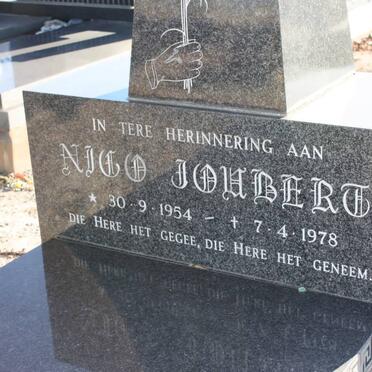 IN TERE HERINNERING AAN
NICO JOUBERT
* 30·9·1954 – † 7·4·1978
DIE HERE HET GEGEE, DIE HERE HET GENEEM.